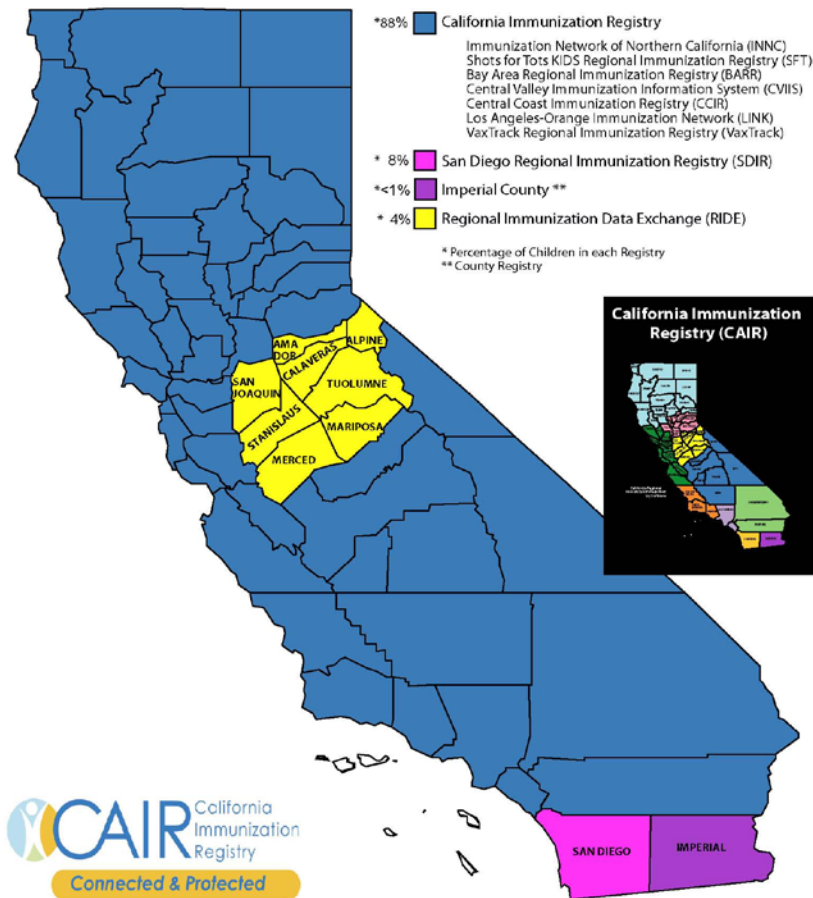 *88% California Immunization Registry
Immunization Network of Northern California (INNC)
Shots for Tots KIDS Regional Immunization Registry (SFT)
Bay Area Regional Immunization Registry (BARR)
Central Valley Immunization Information System (CVIIS)
Central Coast Immunization Registry (CCIR)
Los Angeles-Orange Immunization Network (LINK)
VaxTrack Regional Immunization Registry (VaxTrack)
* 8% San Diego Regional Immunization Registry (SDIR)
*<1% Imperial County **
* 4% Regional Immunization Data Exchange (RIDE)
* Percentage of Children in each Registry
** County Registry
California Immunization
Registry (CAIR)
AMA
DOR
ALPINE
CALAVERAS
SAN
JOAQUIN
TUOLUMNE
STANISLAUS
MARIPOSA
MERCED
SAN DIEGO
IMPERIAL
CAIR California
Immunization
Registry
Connected & Protected